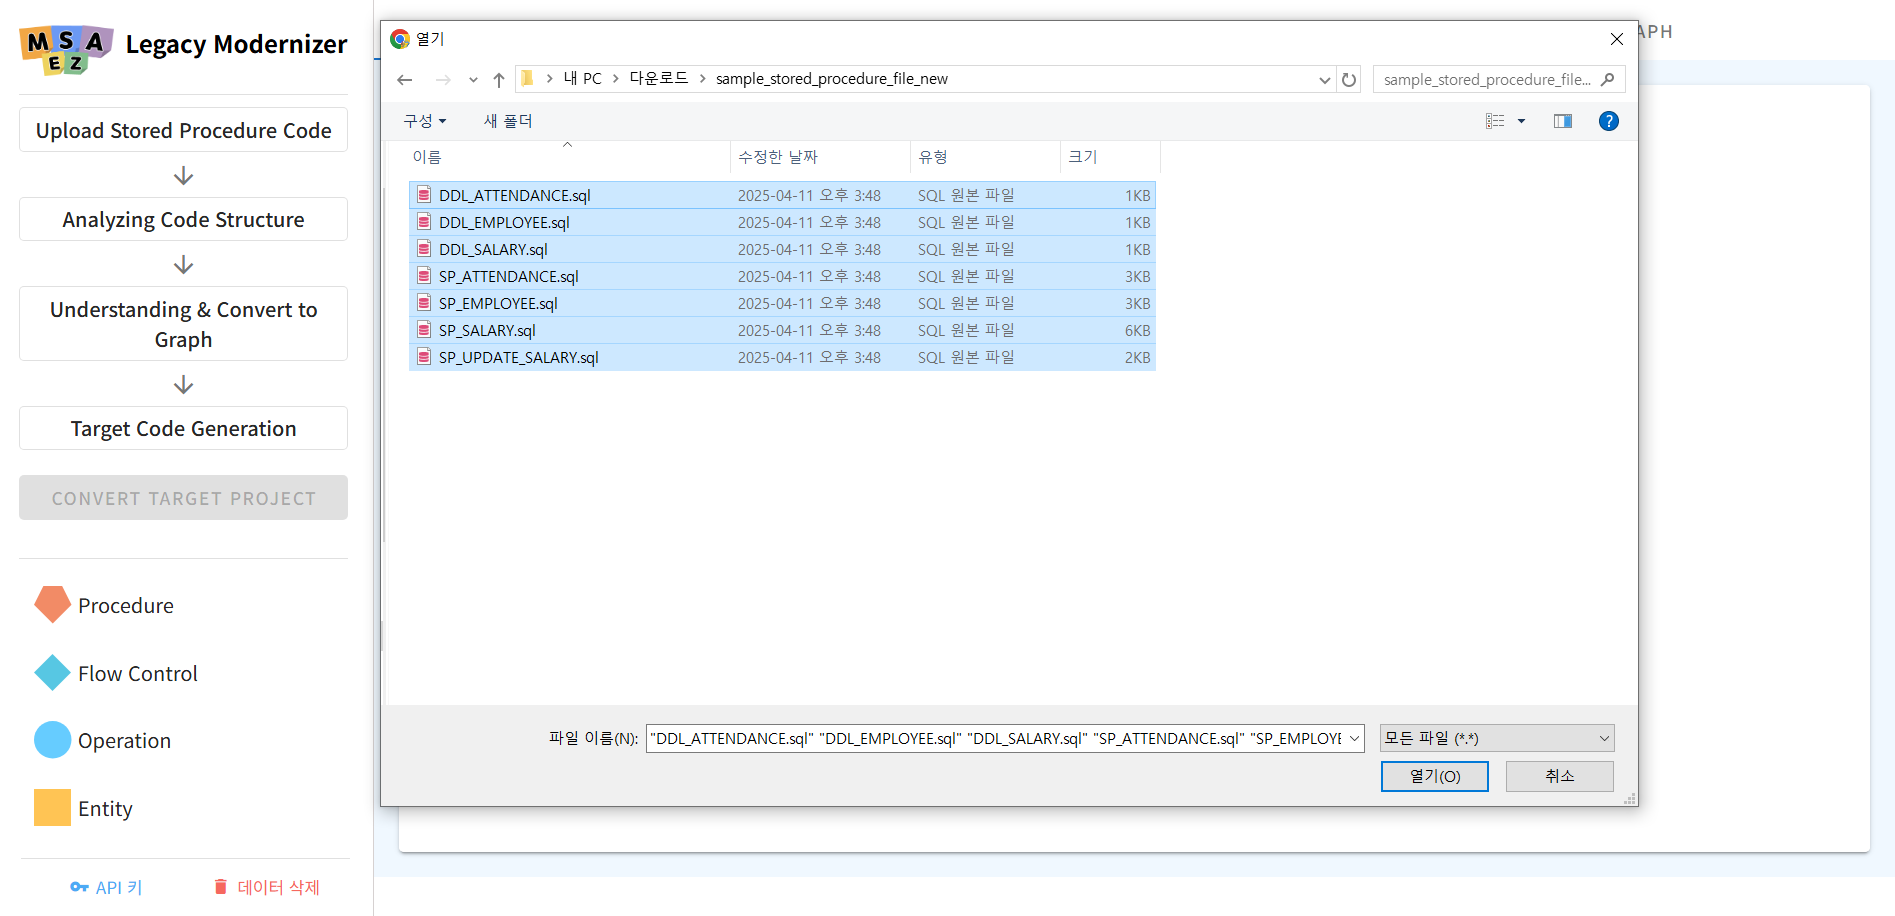 MSA
EZ
Legacy Modernizer
Upload Stored Procedure Code
Analyzing Code Structure
Understanding & Convert to
Graph
Target Code Generation
CONVERT TARGET PROJECT
Procedure
Flow Control
Operation
Entity
API 키 데이터 삭제
열기
내 PC 다운로드 sample_stored_procedure_file_new sample_stored_procedure_file...
구성 새 폴더 ?
이름 수정한 날짜 유형 크기
DDL_ATTENDANCE.sql 2025-04-11 오후 3:48 SQL 원본 파일 1KB
DDL_EMPLOYEE.sql 2025-04-11 오후 3:48 SQL 원본 파일 1KB
DDL_SALARY.sql 2025-04-11 오후 3:48 SQL 원본 파일 1KB
SP_ATTENDANCE.sql 2025-04-11 오후 3:48 SQL 원본 파일 3KB
SP_EMPLOYEE.sql 2025-04-11 오후 3:48 SQL 원본 파일 3KB
SP_SALARY.sql 2025-04-11 오후 3:48 SQL 원본 파일 6KB
SP_UPDATE_SALARY.sql 2025-04-11 오후 3:48 SQL 원본 파일 2KB
파일 이름(N): "DDL_ATTENDANCE.sql" "DDL_EMPLOYEE.sql" "DDL_SALARY.sql" "SP_ATTENDANCE.sql" "SP_EMPLOYE 모든 파일 (*.*)
열기(O) 취소